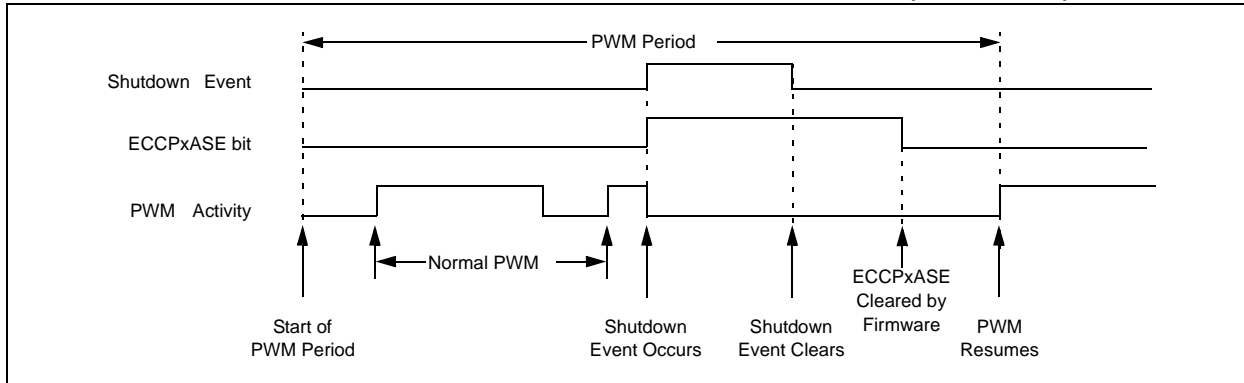 PWM Period
Shutdown Event
ECCPxASE bit
PWM Activity
Normal PWM
Start of
PWM Period
Shutdown
Event Occurs
Shutdown
Event Clears
ECCPxASE
Cleared by
Firmware
PWM
Resumes